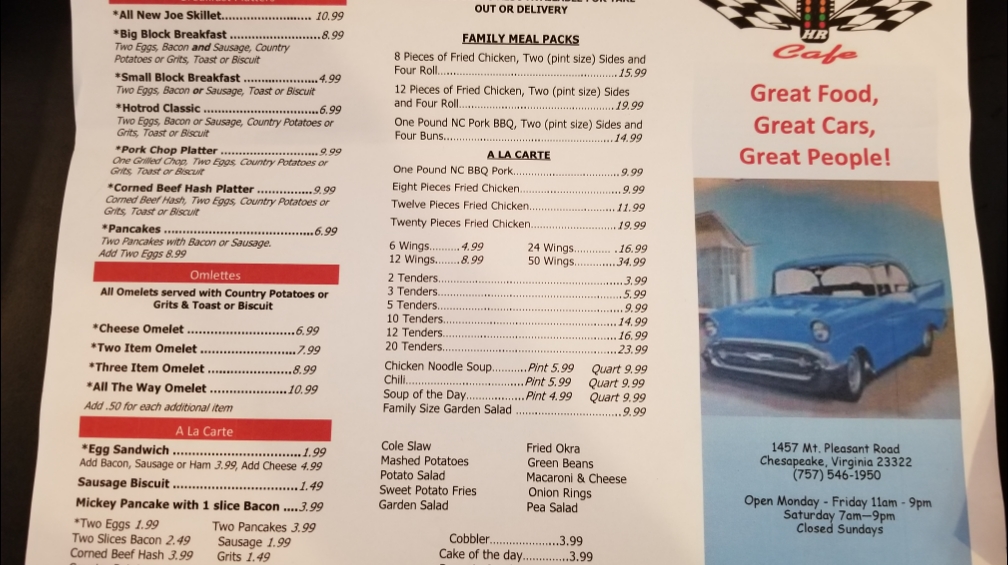 *All New Joe Skillet.................... 10.99
*Big Block Breakfast .................8.99
Two Eggs, Bacon and Sausage, Country
Potatoes or Grits, Toast or Biscuit
*Small Block Breakfast .............4.99
Two Eggs, Bacon or Sausage, Toast or Biscuit
*Hotrod Classic ......................6.99
Two Eggs, Bacon or Sausage, Country Potatoes or
Grits, Toast or Biscuit
*Pork Chop Platter ....................9.99
One Grilled Chop, Two Eggs, Country Potatoes or
Grits, Toast or Biscuit
*Corned Beef Hash Platter ..............9.99
Corned Beef Hash, Two Eggs, Country Potatoes or
Grits, Toast or Biscuit
*Pancakes ...............................6.99
Two Pancakes with Bacon or Sausage.
Add Two Eggs 8.99
Omlettes
All Omelets served with Country Potatoes or
Grits & Toast or Biscuit
*Cheese Omelet ......................6.99
*Two Item Omelet ...................7.99
*Three Item Omelet ..................8.99
*All The Way Omelet ................10.99
Add .50 for each additional item
A La Carte
*Egg Sandwich ..........................1.99
Add Bacon, Sausage or Ham 3.99, Add Cheese 4.99
Sausage Biscuit ........................1.49
Mickey Pancake with 1 slice Bacon ....3.99
*Two Eggs 1.99 Two Pancakes 3.99
Two Slices Bacon 2.49 Sausage 1.99
Corned Beef Hash 3.99 Grits 1.49
OUT OR DELIVERY
FAMILY MEAL PACKS
8 Pieces of Fried Chicken, Two (pint size) Sides and
Four Roll.............................................15.99
12 Pieces of Fried Chicken, Two (pint size) Sides
and Four Roll.......................................19.99
One Pound NC Pork BBQ, Two (pint size) Sides and
Four Buns.............................................14.99
A LA CARTE
One Pound NC BBQ Pork...........................9.99
Eight Pieces Fried Chicken..........................9.99
Twelve Pieces Fried Chicken......................11.99
Twenty Pieces Fried Chicken......................19.99
6 Wings.........4.99 24 Wings............16.99
12 Wings.......8.99 50 Wings............34.99
2 Tenders.................................................3.99
3 Tenders.................................................5.99
5 Tenders.................................................9.99
10 Tenders..............................................14.99
12 Tenders..............................................16.99
20 Tenders..............................................23.99
Chicken Noodle Soup..........Pint 5.99 Quart 9.99
Chili..................................Pint 5.99 Quart 9.99
Soup of the Day.................Pint 4.99 Quart 9.99
Family Size Garden Salad ...........................9.99
Cole Slaw Fried Okra
Mashed Potatoes Green Beans
Potato Salad Macaroni & Cheese
Sweet Potato Fries Onion Rings
Garden Salad Pea Salad
Cobbler.................3.99
Cake of the day............3.99
HR
Cafe
Great Food,
Great Cars,
Great People!
1457 Mt. Pleasant Road
Chesapeake, Virginia 23322
(757) 546-1950
Open Monday - Friday 11am - 9pm
Saturday 7am—9pm
Closed Sundays